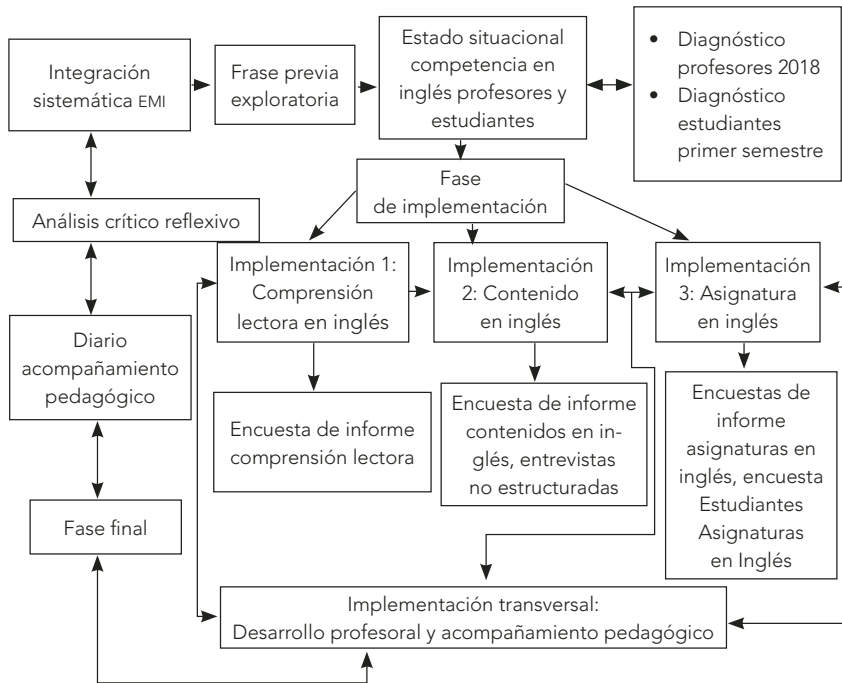 Integración
sistemática EMI
Frase previa
exploratoria
Estado situacional
competencia en
inglés profesores y
estudiantes
• Diagnóstico
profesores 2018
• Diagnóstico
estudiantes
primer semestre
Fase
de implementación
Análisis crítico reflexivo
Implementación 1:
Comprensión
lectora en inglés
Implementación
2: Contenido
en inglés
Implementación
3: Asignatura
en inglés
Diario
acompañamiento
pedagógico
Encuesta de informe
comprensión lectora
Encuesta de informe
contenidos en in-
glés, entrevistas
no estructuradas
Encuestas de
informe
asignaturas en
inglés, encuesta
Estudiantes
Asignaturas
en Inglés
Fase final
Implementación transversal:
Desarrollo profesoral y acompañamiento pedagógico